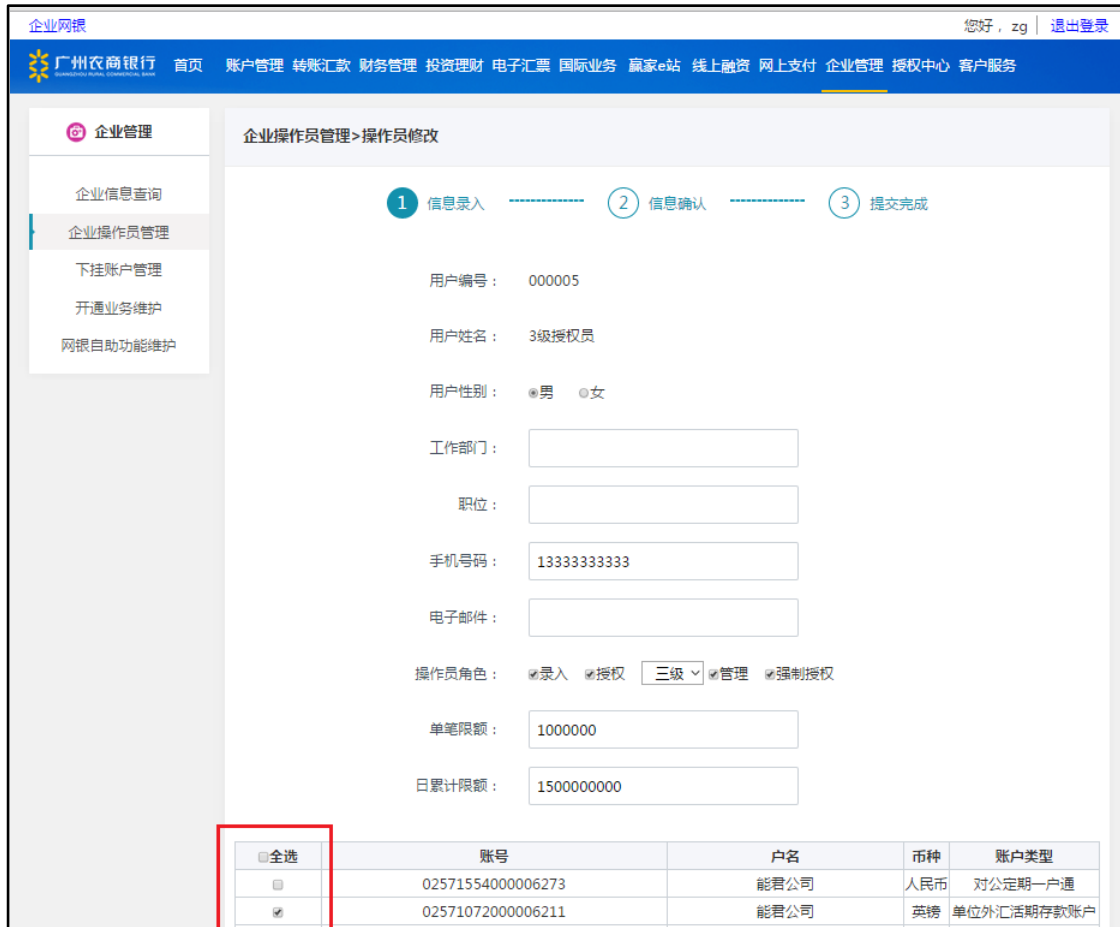 企业网银 您好，zg 退出登录
广州农商银行 首页 账户管理 转账汇款 财务管理 投资理财 电子汇票 国际业务 赢家e站 线上融资 网上支付 企业管理 授权中心 客户服务
GUANGZHOU RURAL COMMERCIAL BANK
企业管理
企业信息查询
企业操作员管理
下挂账户管理
开通业务维护
网银自助功能维护
企业操作员管理>操作员修改
1 信息录入 2 信息确认 3 提交完成
用户编号： 000005
用户姓名： 3级授权员
用户性别： 男 女
工作部门：
职位：
手机号码： 13333333333
电子邮件：
操作员角色： 录入 授权 三级 管理 强制授权
单笔限额： 1000000
日累计限额： 1500000000
全选 账号 户名 币种 账户类型
02571554000006273 能君公司 人民币 对公定期一户通
02571072000006211 能君公司 英镑 单位外汇活期存款账户